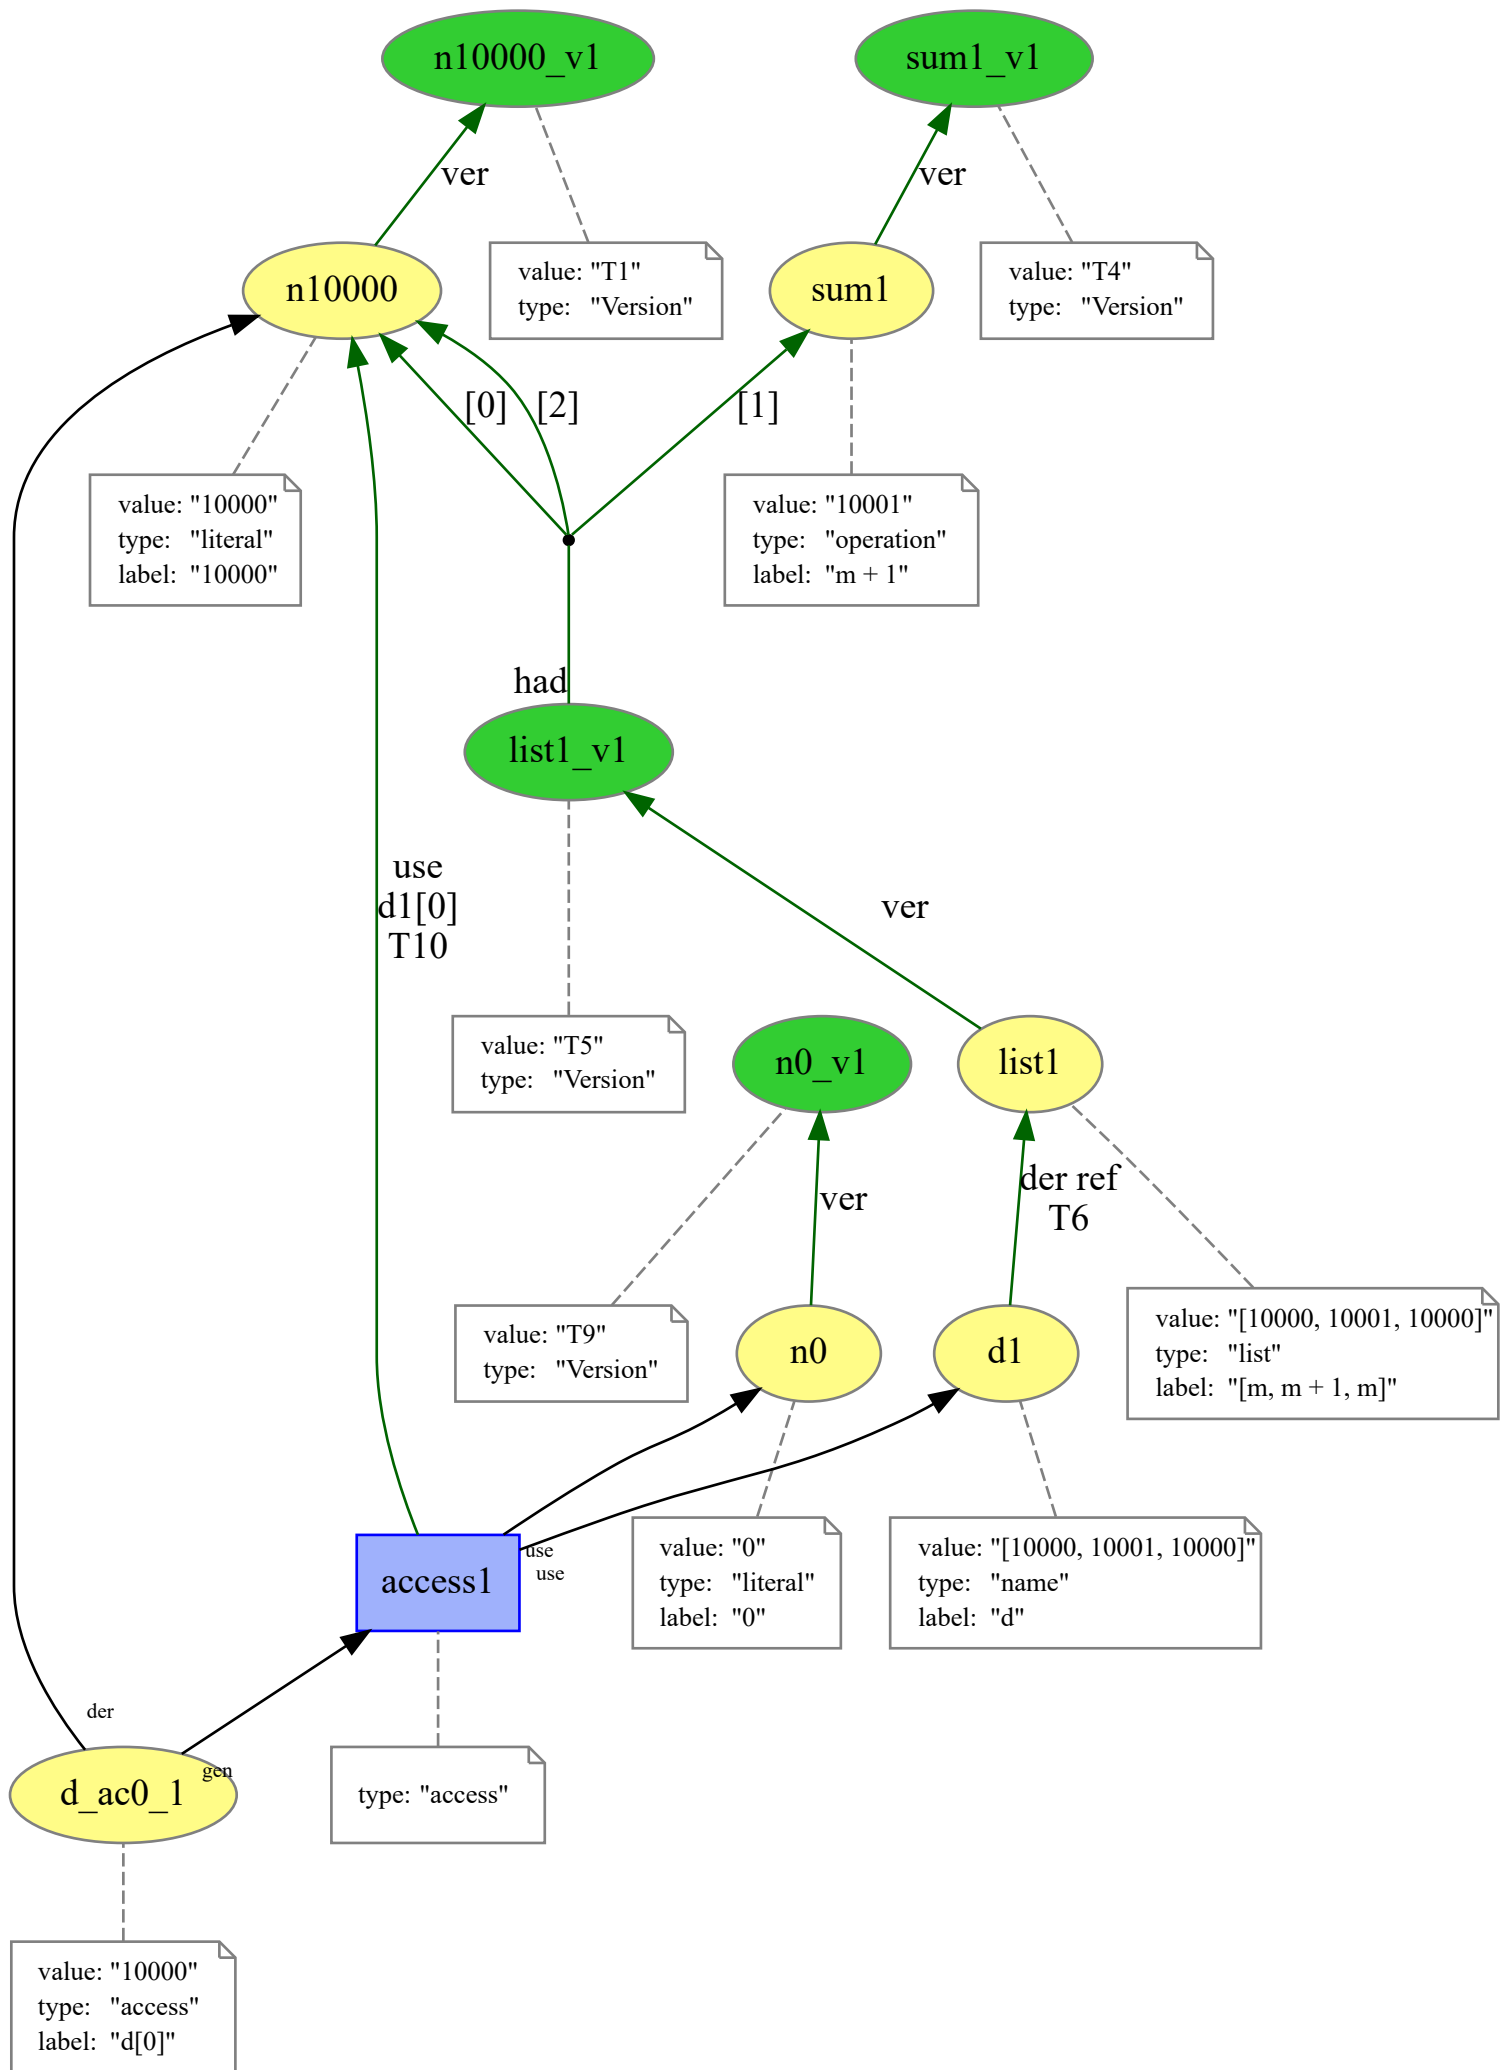 n10000_v1
sum1_v1
ver
ver
n10000
value: "T1"
type: "Version"
sum1
value: "T4"
type: "Version"
[0]
[2]
[1]
value: "10000"
type: "literal"
label: "10000"
value: "10001"
type: "operation"
label: "m + 1"
had
list1_v1
use
d1[0]
T10
ver
value: "T5"
type: "Version"
n0_v1
list1
ver
der ref
T6
value: "T9"
type: "Version"
n0
d1
value: "[10000, 10001, 10000]"
type: "list"
label: "[m, m + 1, m]"
access1
use
use
value: "0"
type: "literal"
label: "0"
value: "[10000, 10001, 10000]"
type: "name"
label: "d"
der
gen
d_ac0_1
type: "access"
value: "10000"
type: "access"
label: "d[0]"